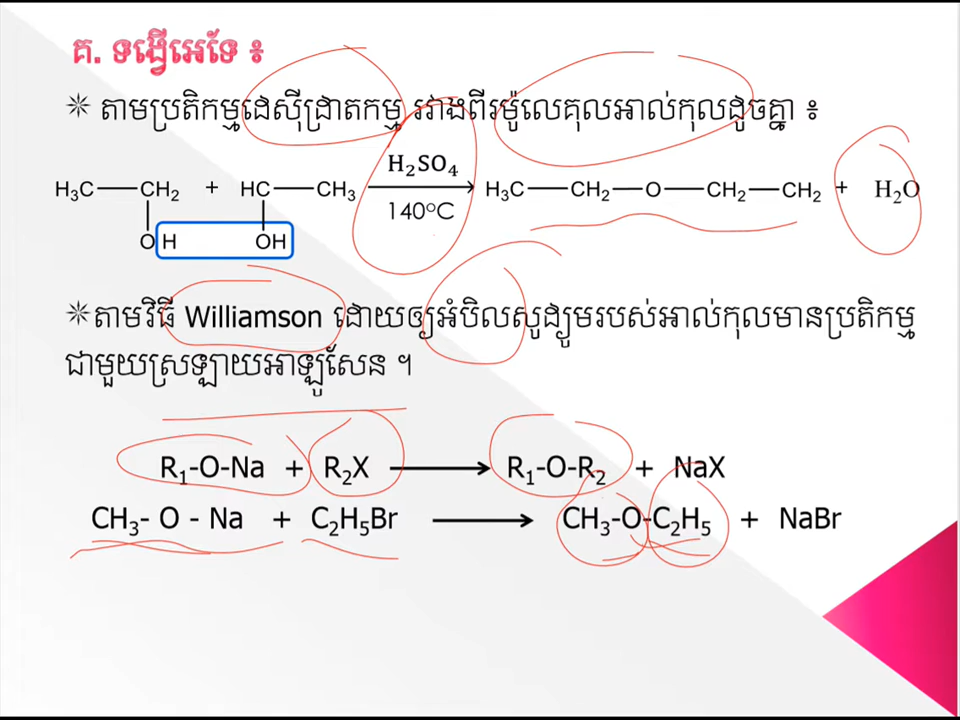 គ. ទង្វើអេទែ ៖
✳ តាមប្រតិកម្មដេស៊ីដ្រាតកម្ម រវាងពីរម៉ូលេគុលអាល់កុលដូចគ្នា ៖
H₃C—CH₂ + HC—CH₃ H₂SO₄ 140°C → H₃C—CH₂—O—CH₂—CH₂ + H₂O
OH OH
✳ តាមវិធី Williamson ដោយឲ្យអំបិលសូដ្យូមរបស់អាល់កុលមានប្រតិកម្ម
ជាមួយស្រឡាយអាឡូសែន ។
R₁-O-Na + R₂X → R₁-O-R₂ + NaX
CH₃- O - Na + C₂H₅Br → CH₃-O-C₂H₅ + NaBr